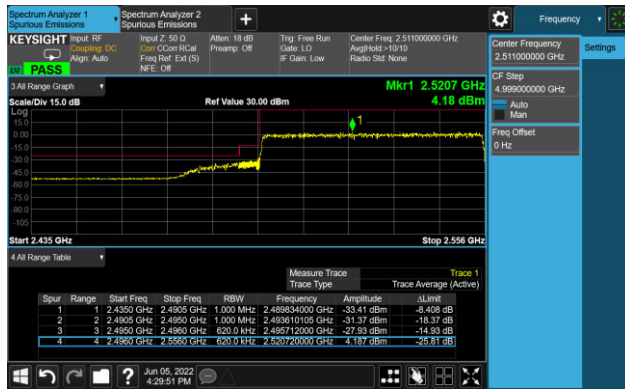 Spectrum Analyzer 1
Spurious Emissions
Spectrum Analyzer 2
Spurious Emissions
+
Frequency
KEYSIGHT
Input: RF
Coupling: DC
Align: Auto
Input Z: 50 Ω
Corr CCorr RCal
Freq Ref: Ext (S)
NFE: Off
Atten: 18 dB
Preamp: Off
Trig: Free Run
Gate: LO
IF Gain: Low
Center Freq: 2.511000000 GHz
Avg|Hold:>10/10
Radio Std: None
PASS
Center Frequency
2.511000000 GHz
Settings
CF Step
4.999000000 GHz
Auto
Man
Freq Offset
0 Hz
3 All Range Graph
Mkr1 2.5207 GHz
4.18 dBm
Scale/Div 15.0 dB
Ref Value 30.00 dBm
Log
15.0
0.00
-15.0
-30.0
-45.0
-60.0
-75.0
-90.0
-105
1
Start 2.435 GHz
Stop 2.556 GHz
4 All Range Table
Measure Trace Trace 1
Trace Type Trace Average (Active)
Spur Range Start Freq Stop Freq RBW Frequency Amplitude ΔLimit
1 1 2.4350 GHz 2.4905 GHz 1.000 MHz 2.489834000 GHz -33.41 dBm -8.408 dB
2 2 2.4905 GHz 2.4950 GHz 1.000 MHz 2.493610105 GHz -31.37 dBm -18.37 dB
3 3 2.4950 GHz 2.4960 GHz 620.0 kHz 2.495712000 GHz -27.93 dBm -14.93 dB
4 4 2.4960 GHz 2.5560 GHz 620.0 kHz 2.520720000 GHz 4.187 dBm -25.81 dB
?
Jun 05, 2022
4:29:51 PM